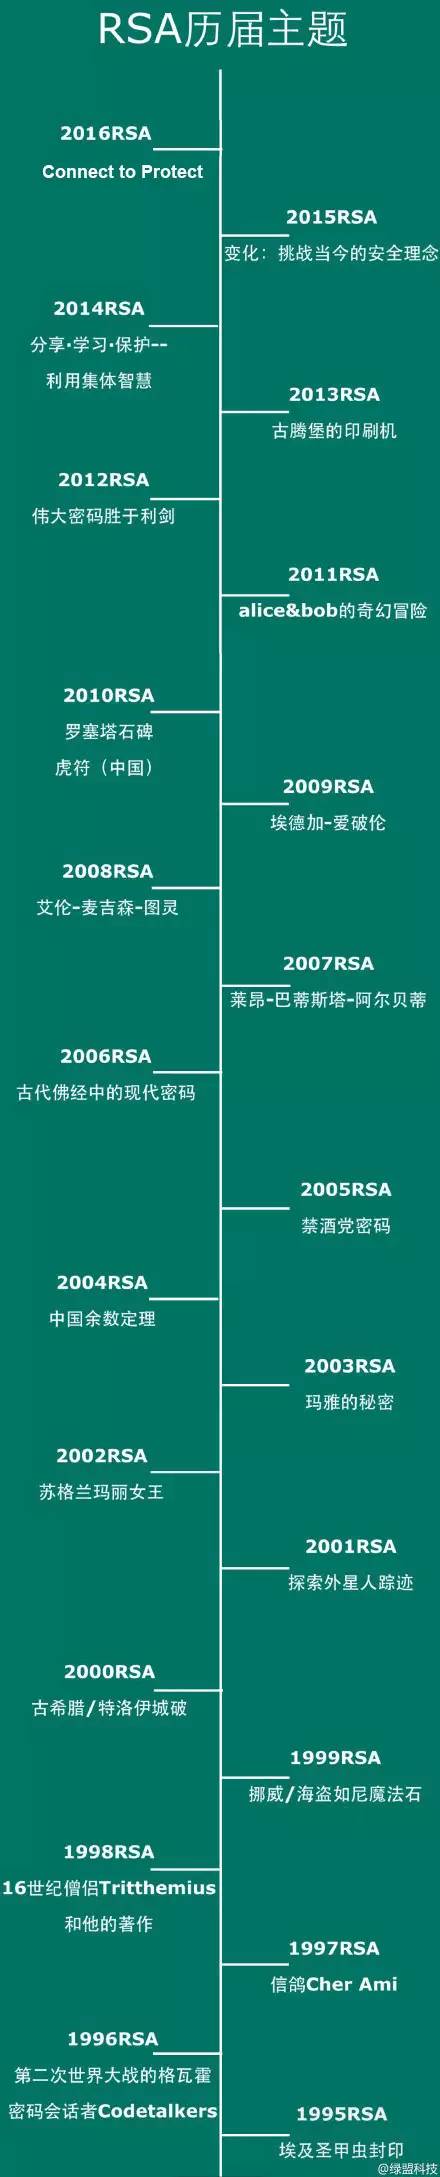 RSA历届主题
2016RSA
Connect to Protect
2015RSA
变化：挑战当今的安全理念
2014RSA
分享·学习·保护--
利用集体智慧
2013RSA
古腾堡的印刷机
2012RSA
伟大密码胜于利剑
2011RSA
alice&bob的奇幻冒险
2010RSA
罗塞塔石碑
虎符（中国）
2009RSA
埃德加-爱破伦
2008RSA
艾伦-麦吉森-图灵
2007RSA
莱昂-巴蒂斯塔-阿尔贝蒂
2006RSA
古代佛经中的现代密码
2005RSA
禁酒党密码
2004RSA
中国余数定理
2003RSA
玛雅的秘密
2002RSA
苏格兰玛丽女王
2001RSA
探索外星人踪迹
2000RSA
古希腊/特洛伊城破
1999RSA
挪威/海盗如尼魔法石
1998RSA
16世纪僧侣Tritthemius
和他的著作
1997RSA
信鸽Cher Ami
1996RSA
第二次世界大战的格瓦霍
密码会话者Codetalkers
1995RSA
埃及圣甲虫封印
@绿盟科技